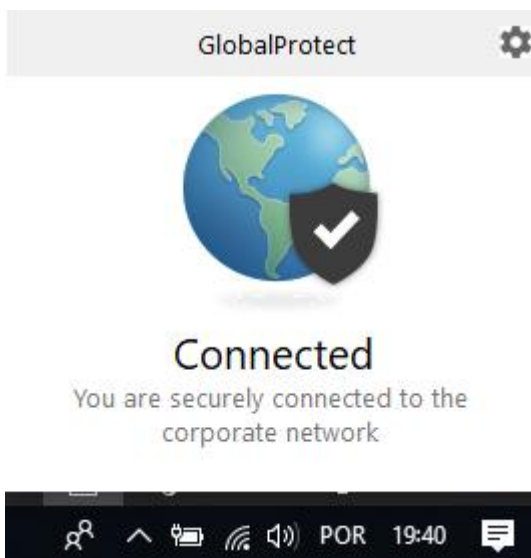 GlobalProtect
Connected
You are securely connected to the
corporate network
POR 19:40